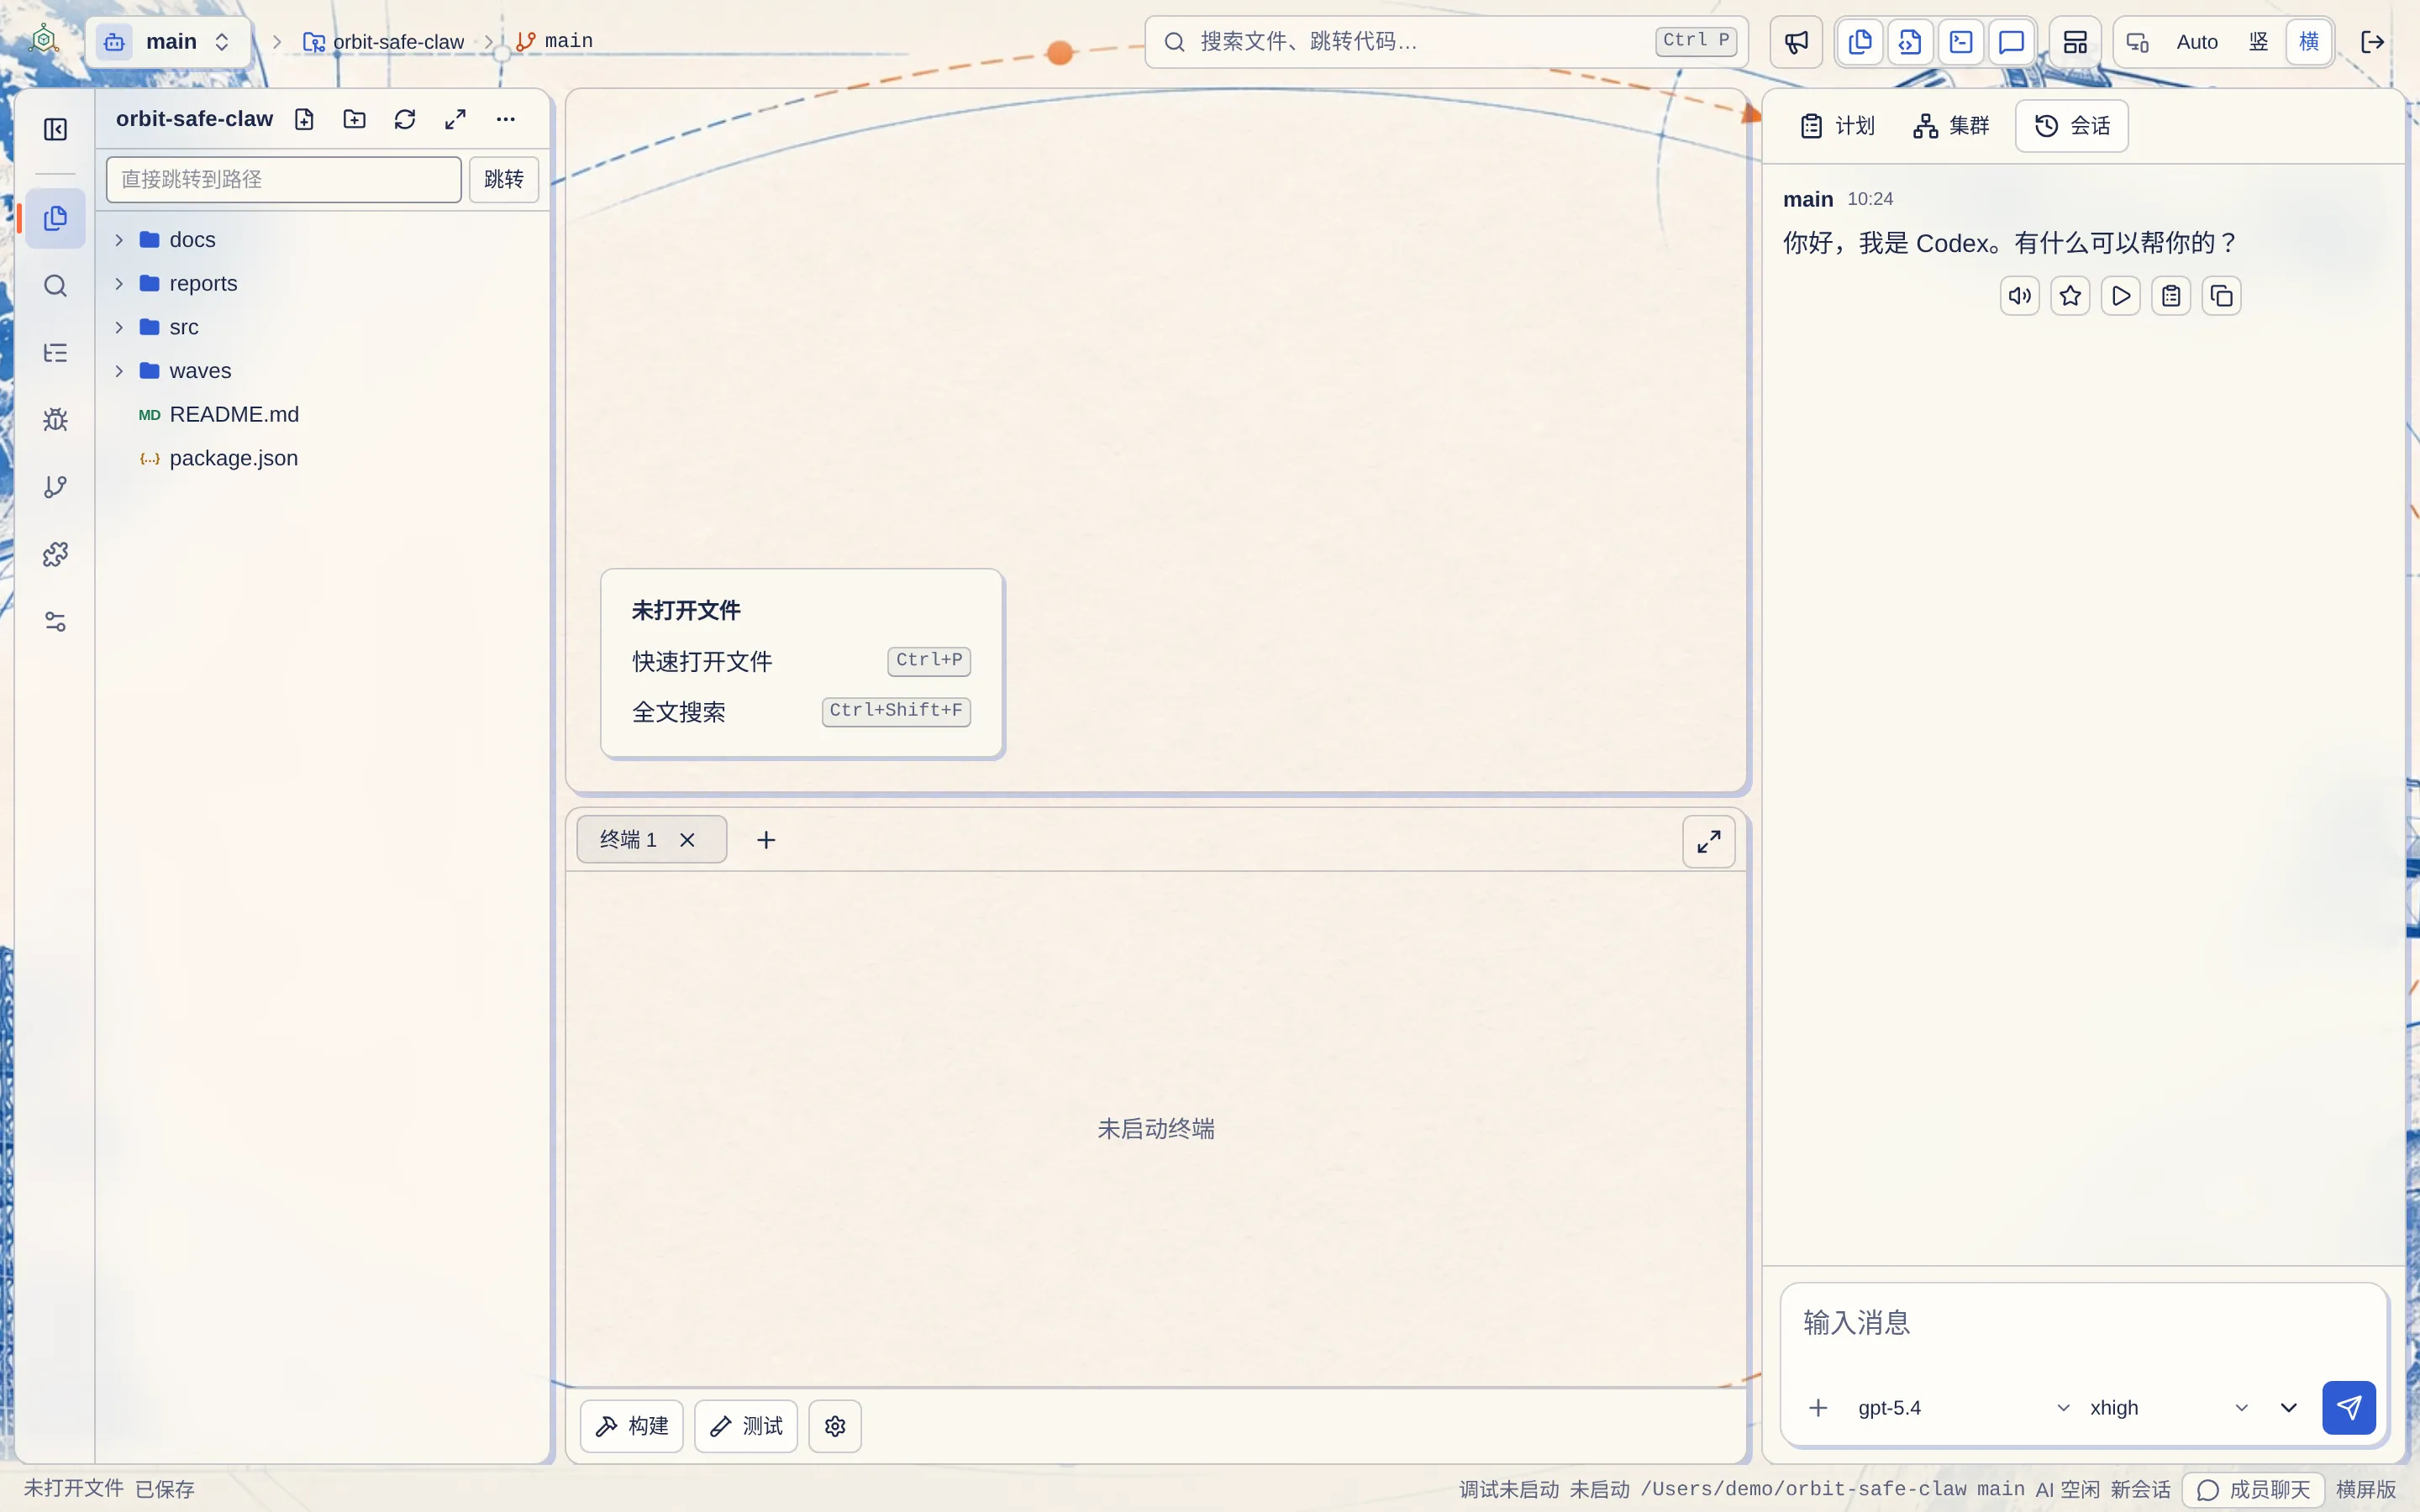 main
orbit-safe-claw
main
搜索文件、跳转代码... Ctrl P
Auto 竖 横
orbit-safe-claw
直接跳转到路径 跳转
docs
reports
src
waves
MD README.md
{...} package.json
未打开文件
快速打开文件 Ctrl+P
全文搜索 Ctrl+Shift+F
终端 1
未启动终端
构建 测试
计划 集群 会话
main 10:24
你好，我是 Codex。有什么可以帮你的？
输入消息
gpt-5.4 xhigh
未打开文件 已保存
调试未启动 未启动 /Users/demo/orbit-safe-claw main AI 空闲 新会话 成员聊天 横屏版